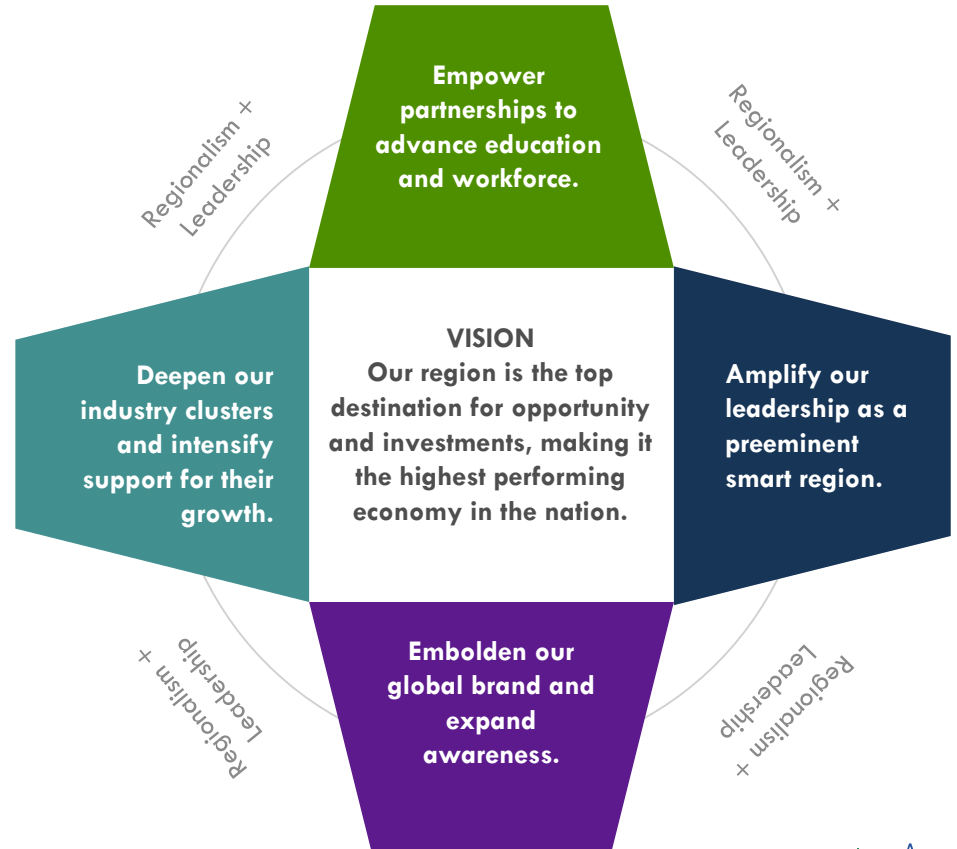 Empower
partnerships to
advance education
and workforce.
Regionalism +
Leadership
Regionalism +
Leadership
Deepen our
industry clusters
and intensify
support for their
growth.
VISION
Our region is the top
destination for opportunity
and investments, making it
the highest performing
economy in the nation.
Amplify our
leadership as a
preeminent
smart region.
Embolden our
global brand and
expand
awareness.
Regionalism +
Leadership
Regionalism +
Leadership